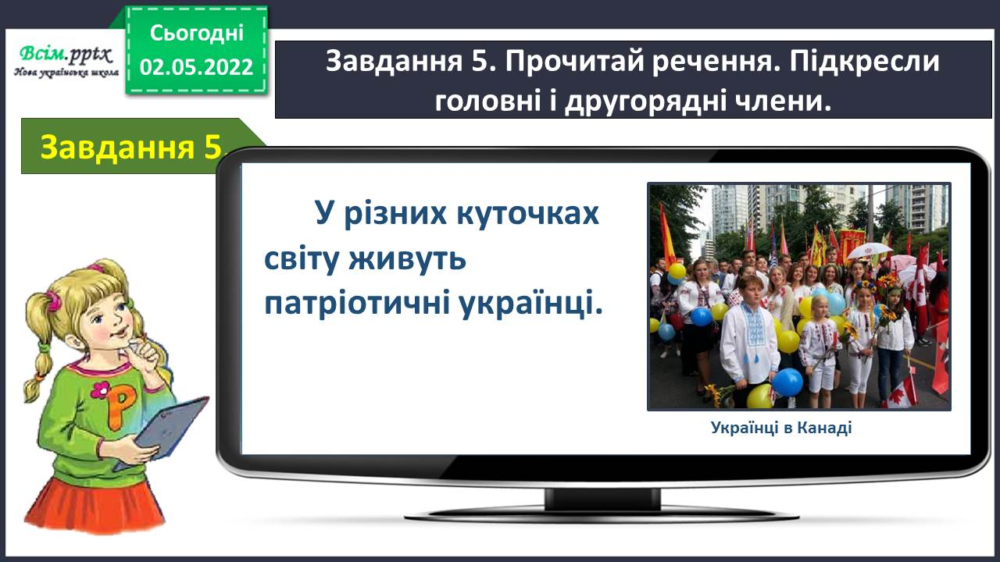 Сьогодні
02.05.2022
Всім.pptx
Нова українська школа
Завдання 5. Прочитай речення. Підкресли
головні і другорядні члени.
Завдання 5.
У різних куточках
світу живуть
патріотичні українці.
Українці в Канаді
Р